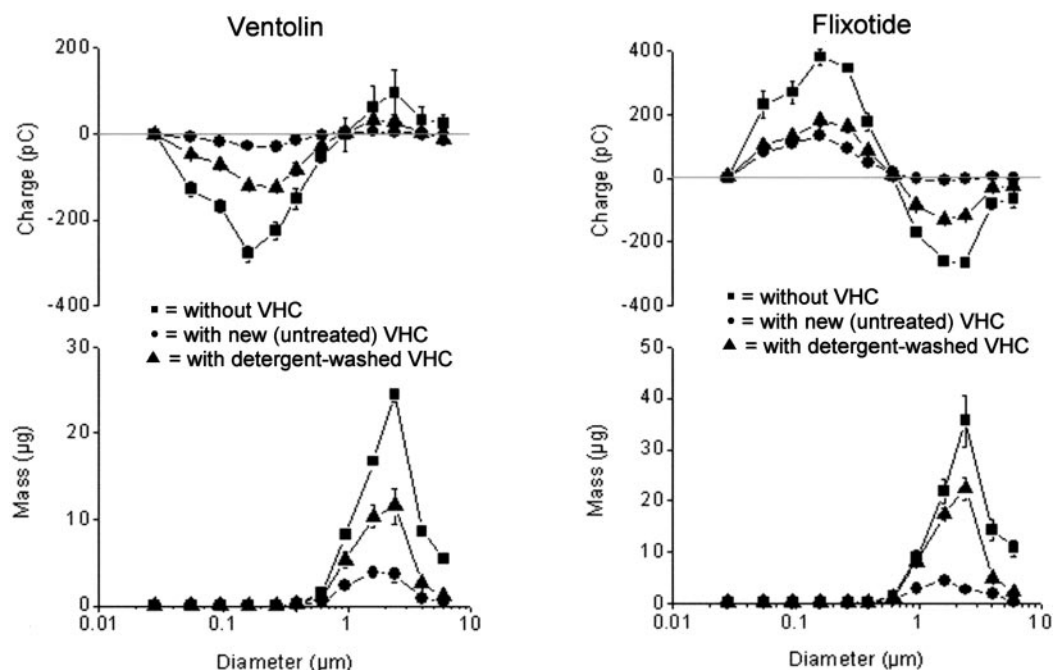 Ventolin
200
0
-200
-400
Charge (pC)
■ = without VHC
• = with new (untreated) VHC
▲ = with detergent-washed VHC
30
20
10
0
Mass (µg)
0.01
0.1
1
10
Diameter (µm)
Flixotide
400
200
0
-200
-400
Charge (pC)
■ = without VHC
• = with new (untreated) VHC
▲ = with detergent-washed VHC
50
40
30
20
10
0
Mass (µg)
0.01
0.1
1
10
Diameter (µm)